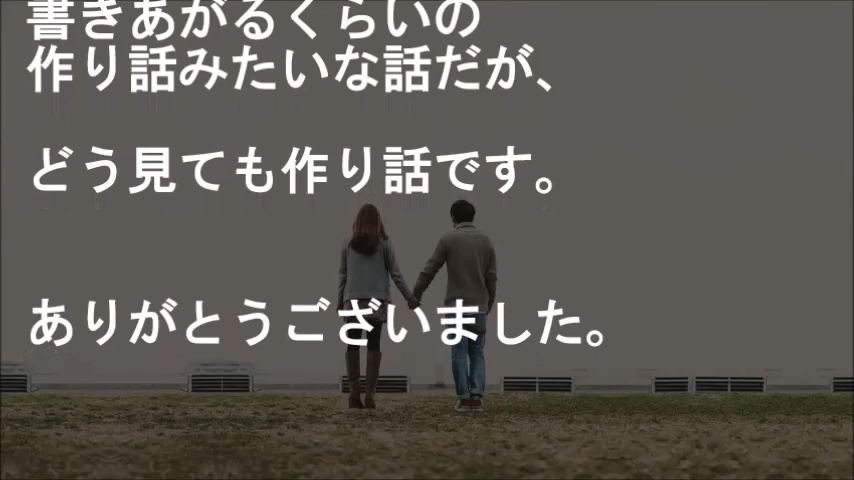 書きあがるくらいの
作り話みたいな話だが、
どう見ても作り話です。
ありがとうございました。